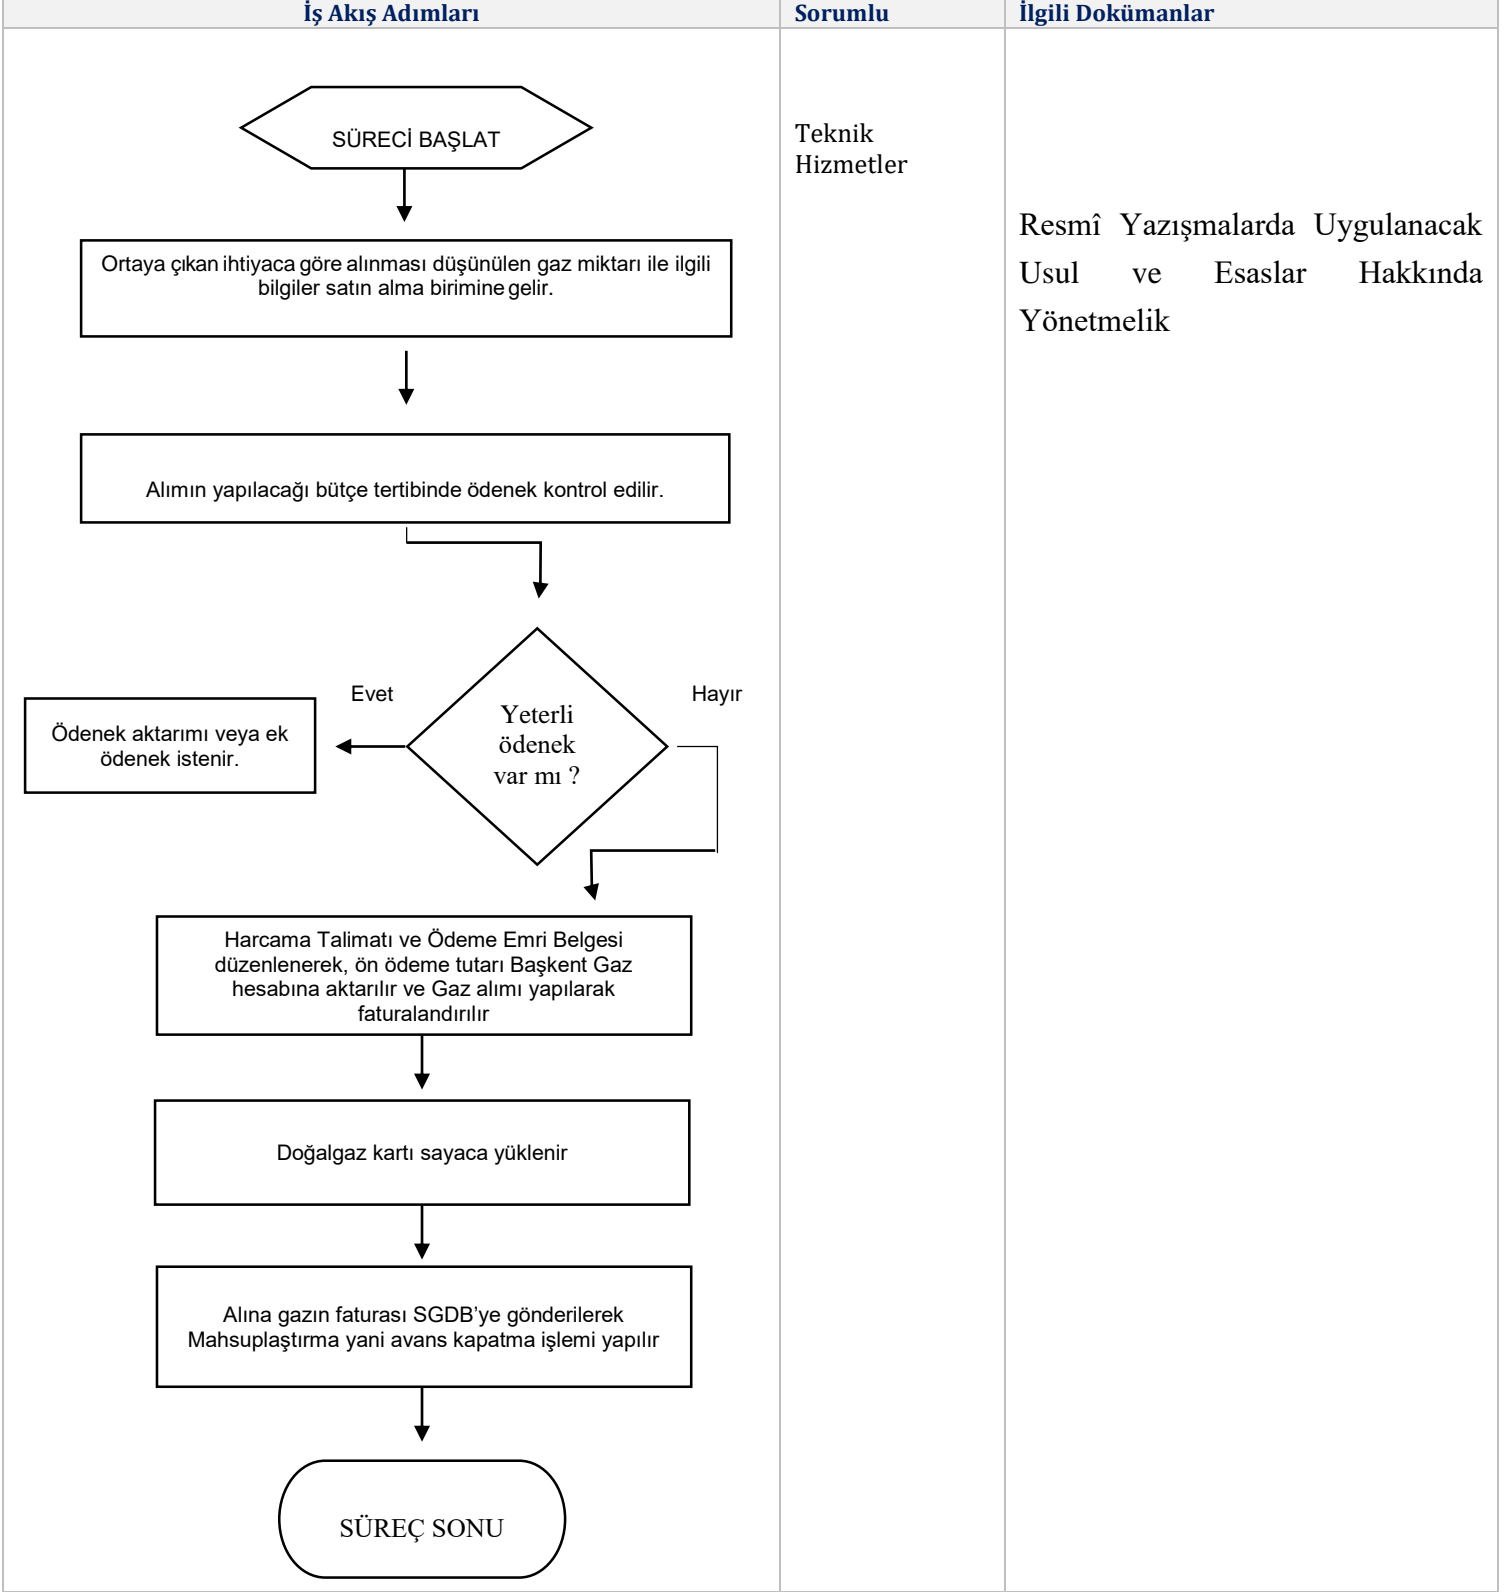 İş Akış Adımları
Sorumlu
İlgili Dokümanlar
SÜRECİ BAŞLAT
Teknik
Hizmetler
Resmî Yazışmalarda Uygulanacak
Usul ve Esaslar Hakkında
Yönetmelik
Ortaya çıkan ihtiyaca göre alınması düşünülen gaz miktarı ile ilgili
bilgiler satın alma birimine gelir.
Alımın yapılacağı bütçe tertibinde ödenek kontrol edilir.
Evet
Hayır
Yeterli
ödenek
var mı ?
Ödenek aktarımı veya ek
ödenek istenir.
Harcama Talimatı ve Ödeme Emri Belgesi
düzenlenerek, ön ödeme tutarı Başkent Gaz
hesabına aktarılır ve Gaz alımı yapılarak
faturalandırılır
Doğalgaz kartı sayaca yüklenir
Alına gazın faturası SGDB’ye gönderilerek
Mahsuplaştırma yani avans kapatma işlemi yapılır
SÜREÇ SONU